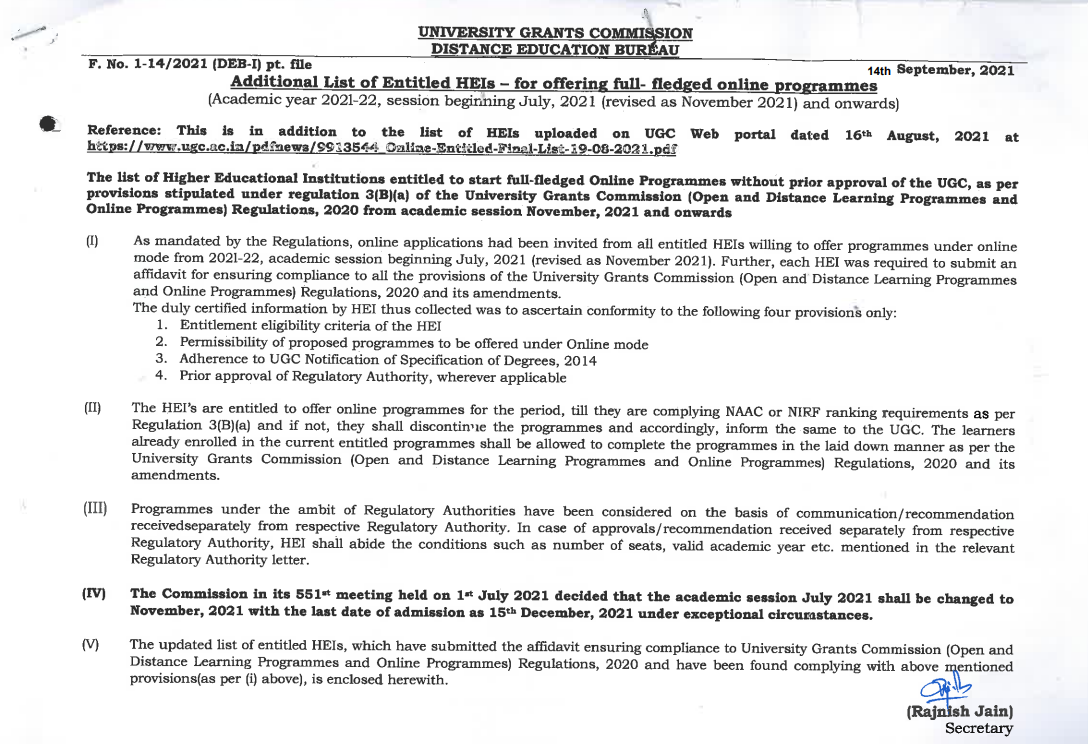 UNIVERSITY GRANTS COMMISSION
DISTANCE EDUCATION BUREAU
F. No. 1-14/2021 (DEB-I) pt. file
14th September, 2021
Additional List of Entitled HEIs – for offering full- fledged online programmes
(Academic year 2021-22, session beginning July, 2021 (revised as November 2021) and onwards)
Reference: This is in addition to the list of HEIs uploaded on UGC Web portal dated 16th August, 2021 at
https://www.ugc.ac.in/pdfnews/9913544_Online-Entitled-Final-List-19-08-2021.pdf
The list of Higher Educational Institutions entitled to start full-fledged Online Programmes without prior approval of the UGC, as per
provisions stipulated under regulation 3(B)(a) of the University Grants Commission (Open and Distance Learning Programmes and
Online Programmes) Regulations, 2020 from academic session November, 2021 and onwards
(I) As mandated by the Regulations, online applications had been invited from all entitled HEIs willing to offer programmes under online
mode from 2021-22, academic session beginning July, 2021 (revised as November 2021). Further, each HEI was required to submit an
affidavit for ensuring compliance to all the provisions of the University Grants Commission (Open and Distance Learning Programmes
and Online Programmes) Regulations, 2020 and its amendments.
The duly certified information by HEI thus collected was to ascertain conformity to the following four provisions only:
1. Entitlement eligibility criteria of the HEI
2. Permissibility of proposed programmes to be offered under Online mode
3. Adherence to UGC Notification of Specification of Degrees, 2014
4. Prior approval of Regulatory Authority, wherever applicable
(II) The HEI's are entitled to offer online programmes for the period, till they are complying NAAC or NIRF ranking requirements as per
Regulation 3(B)(a) and if not, they shall discontinue the programmes and accordingly, inform the same to the UGC. The learners
already enrolled in the current entitled programmes shall be allowed to complete the programmes in the laid down manner as per the
University Grants Commission (Open and Distance Learning Programmes and Online Programmes) Regulations, 2020 and its
amendments.
(III) Programmes under the ambit of Regulatory Authorities have been considered on the basis of communication/recommendation
receivedseparately from respective Regulatory Authority. In case of approvals/recommendation received separately from respective
Regulatory Authority, HEI shall abide the conditions such as number of seats, valid academic year etc. mentioned in the relevant
Regulatory Authority letter.
(IV) The Commission in its 551st meeting held on 1st July 2021 decided that the academic session July 2021 shall be changed to
November, 2021 with the last date of admission as 15th December, 2021 under exceptional circumstances.
(V) The updated list of entitled HEIs, which have submitted the affidavit ensuring compliance to University Grants Commission (Open and
Distance Learning Programmes and Online Programmes) Regulations, 2020 and have been found complying with above mentioned
provisions(as per (i) above), is enclosed herewith.
(Rajnish Jain)
Secretary